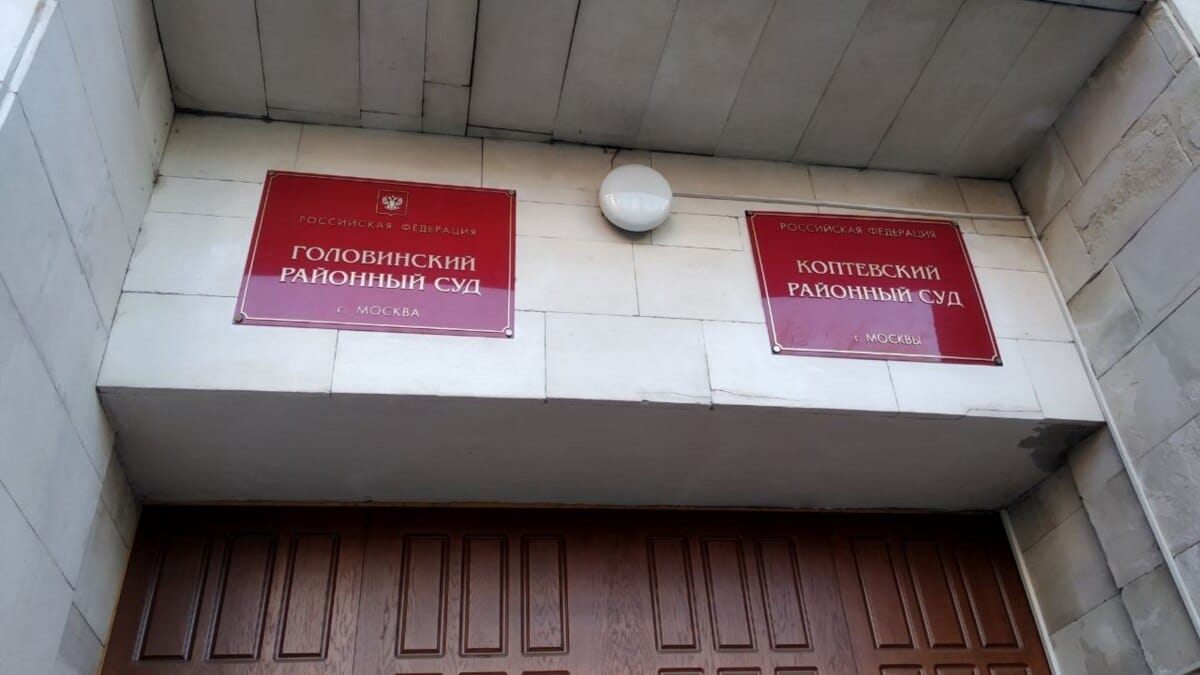 РОССИЙСКАЯ ФЕДЕРАЦИЯ
ГОЛОВИНСКИЙ
РАЙОННЫЙ СУД
Г. МОСКВА
РОССИЙСКАЯ ФЕДЕРАЦИЯ
КОПТЕВСКИЙ
РАЙОННЫЙ СУД
г. МОСКВЫ